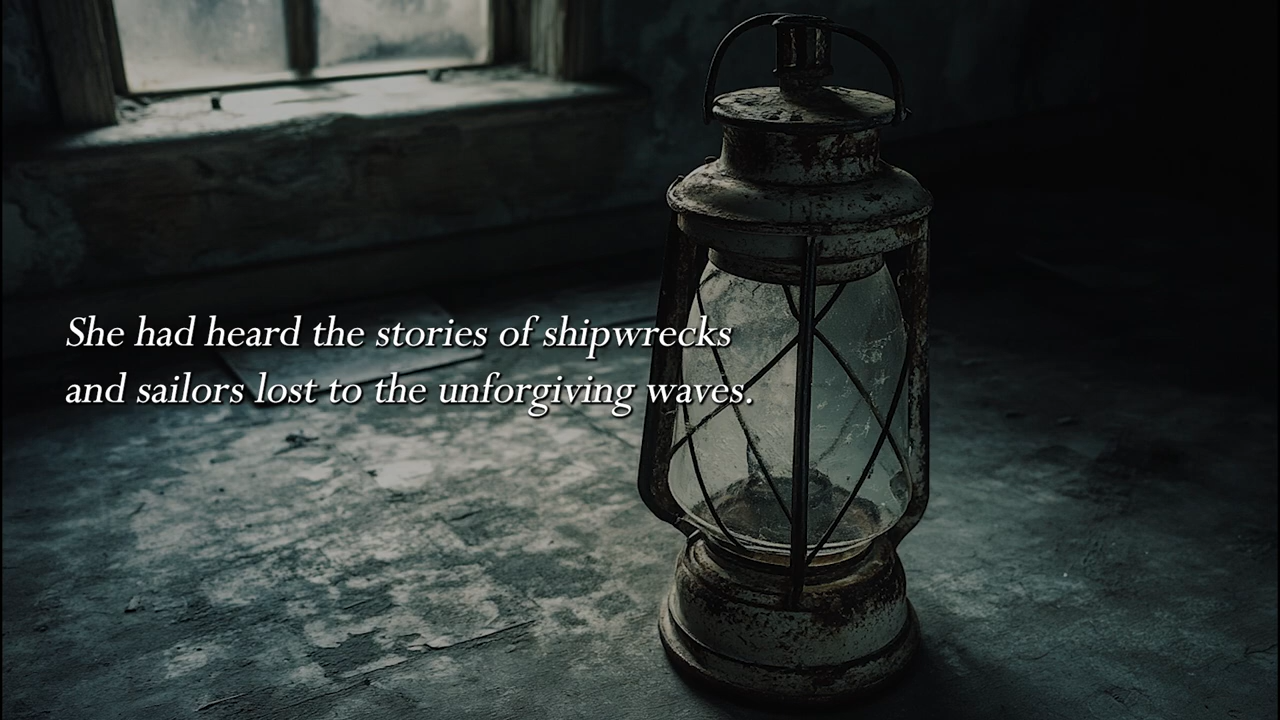 She had heard the stories of shipwrecks
and sailors lost to the unforgiving waves.